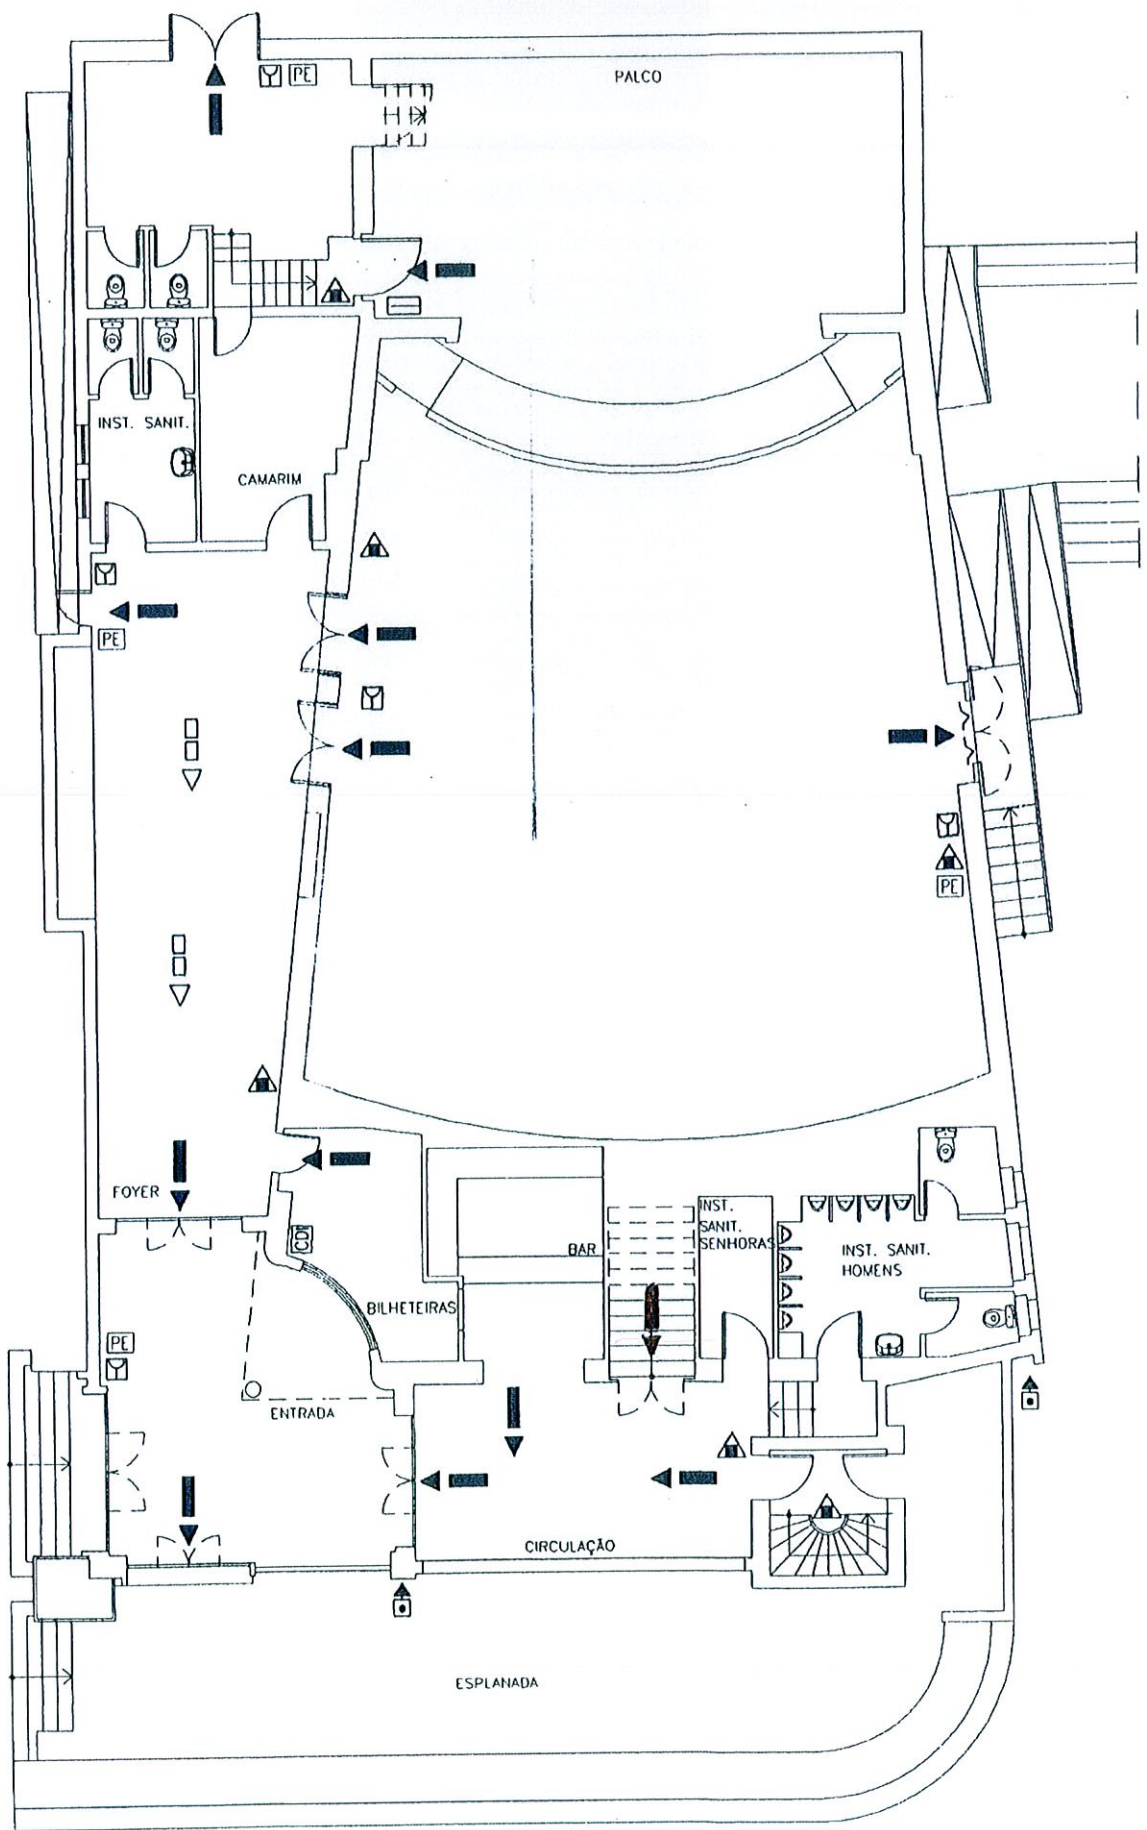 PE
PALCO
INST. SANIT.
CAMARIM
PE
PE
FOYER
INST.
SANIT.
SENHORAS
BAR
INST. SANIT.
HOMENS
CDI
BILHETEIRAS
PE
ENTRADA
CIRCULAÇÃO
ESPLANADA